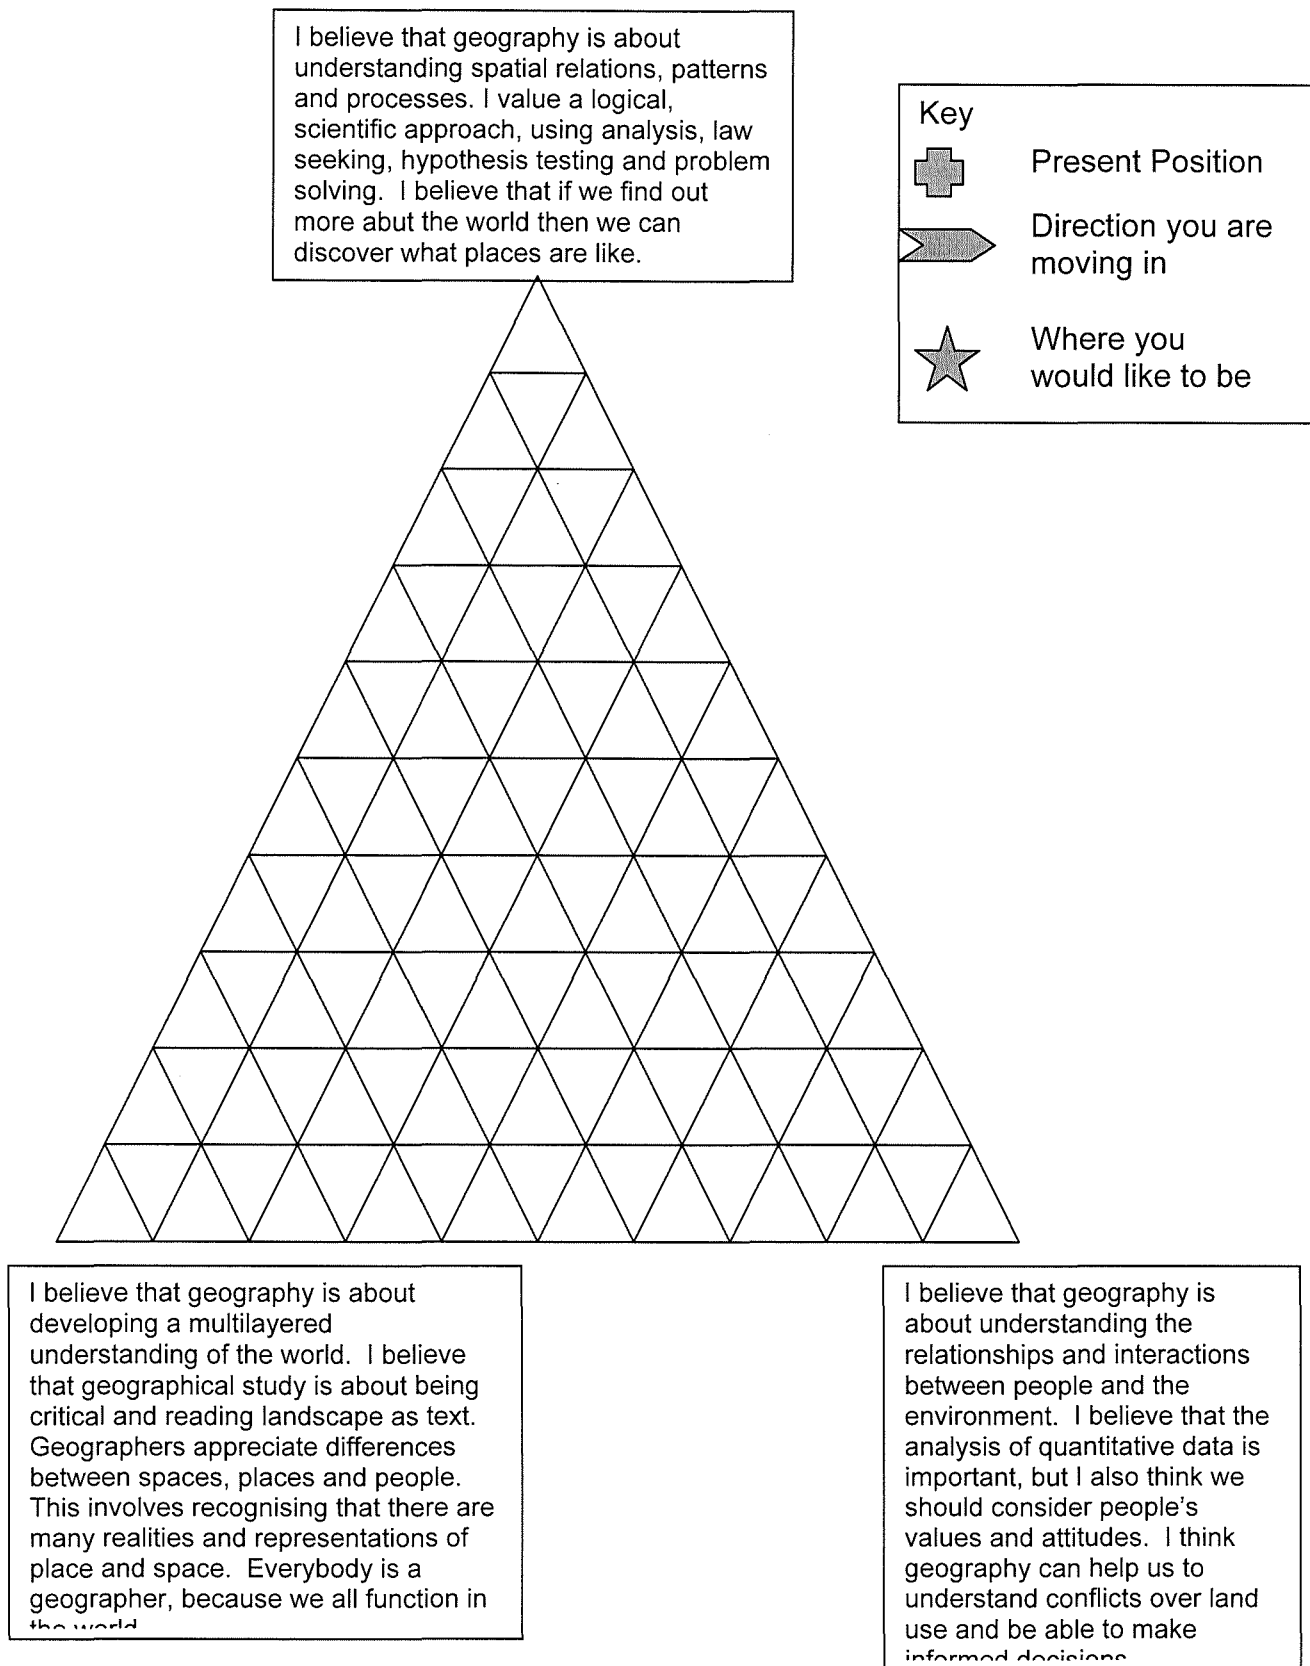 I believe that geography is about
understanding spatial relations, patterns
and processes. I value a logical,
scientific approach, using analysis, law
seeking, hypothesis testing and problem
solving.  I believe that if we find out
more abut the world then we can
discover what places are like.
Key
Present Position
Direction you are
moving in
Where you
would like to be
I believe that geography is about
developing a multilayered
understanding of the world.  I believe
that geographical study is about being
critical and reading landscape as text.
Geographers appreciate differences
between spaces, places and people.
This involves recognising that there are
many realities and representations of
place and space.  Everybody is a
geographer, because we all function in
the world
I believe that geography is
about understanding the
relationships and interactions
between people and the
environment.  I believe that the
analysis of quantitative data is
important, but I also think we
should consider people's
values and attitudes.  I think
geography can help us to
understand conflicts over land
use and be able to make
informed decisions